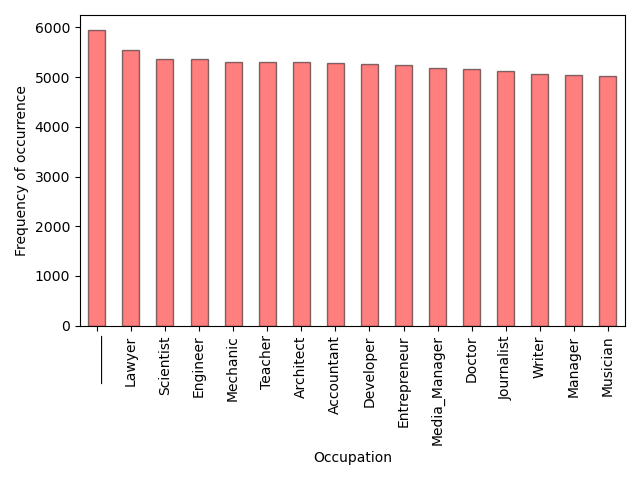 6000
5000
4000
3000
2000
1000
0
Frequency of occurrence
_______
Lawyer
Scientist
Engineer
Mechanic
Teacher
Architect
Accountant
Developer
Entrepreneur
Media_Manager
Doctor
Journalist
Writer
Manager
Musician
Occupation